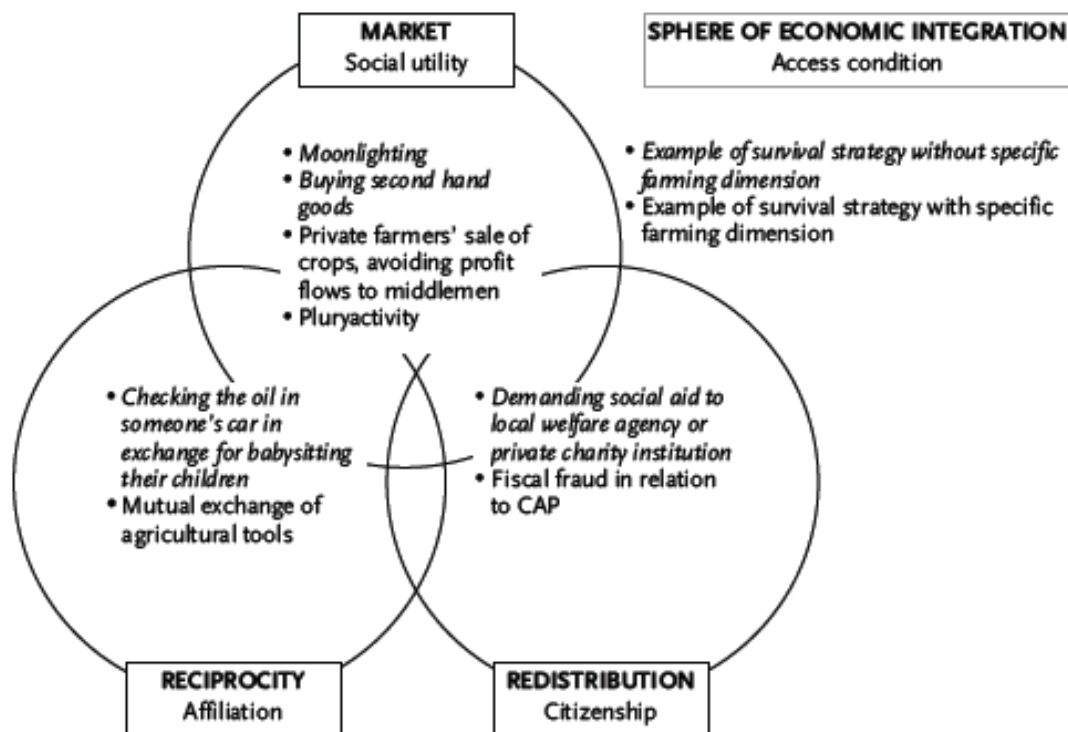 MARKET
Social utility
SPHERE OF ECONOMIC INTEGRATION
Access condition
• Moonlighting
• Buying second hand
goods
• Private farmers' sale of
crops, avoiding profit
flows to middlemen
• Pluryactivity
• Example of survival strategy without specific
farming dimension
• Example of survival strategy with specific
farming dimension
• Checking the oil in
someone's car in
exchange for babysitting
their children
• Mutual exchange of
agricultural tools
• Demanding social aid to
local welfare agency or
private charity institution
• Fiscal fraud in relation
to CAP
RECIPROCITY
Affiliation
REDISTRIBUTION
Citizenship